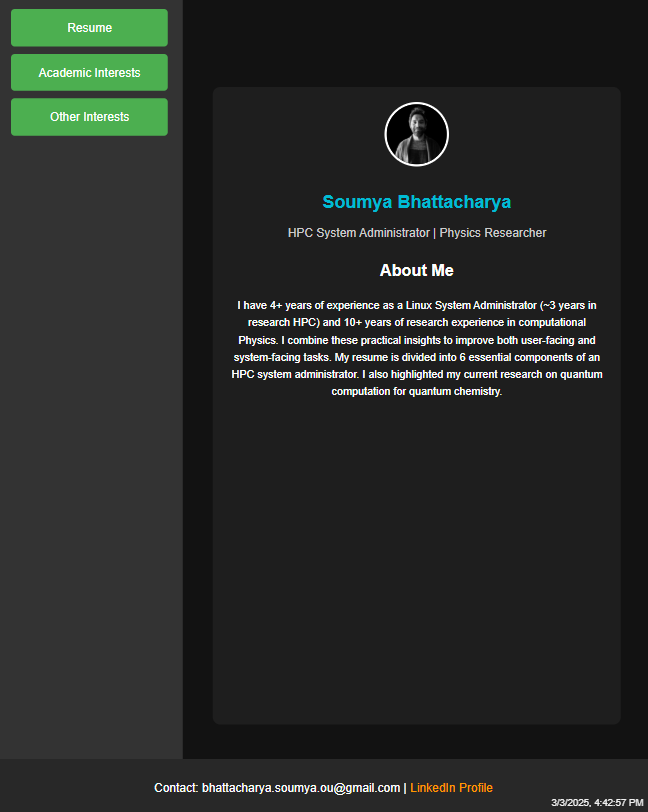 Resume
Academic Interests
Other Interests
Soumya Bhattacharya
HPC System Administrator | Physics Researcher
About Me
I have 4+ years of experience as a Linux System Administrator (~3 years in
research HPC) and 10+ years of research experience in computational
Physics. I combine these practical insights to improve both user-facing and
system-facing tasks. My resume is divided into 6 essential components of an
HPC system administrator. I also highlighted my current research on quantum
computation for quantum chemistry.
Contact: bhattacharya.soumya.ou@gmail.com | LinkedIn Profile
3/3/2025, 4:42:57 PM